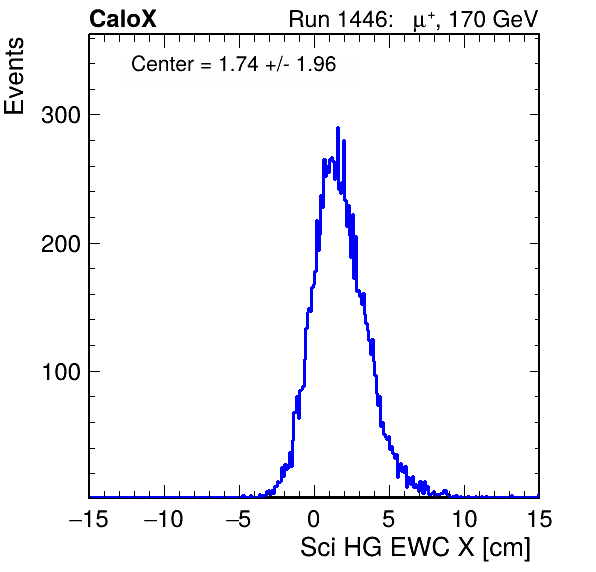 CaloX Run 1446: μ⁺, 170 GeV
Center = 1.74 +/- 1.96
Events
300
200
100
−15 −10 −5 0 5 10 15
Sci HG EWC X [cm]